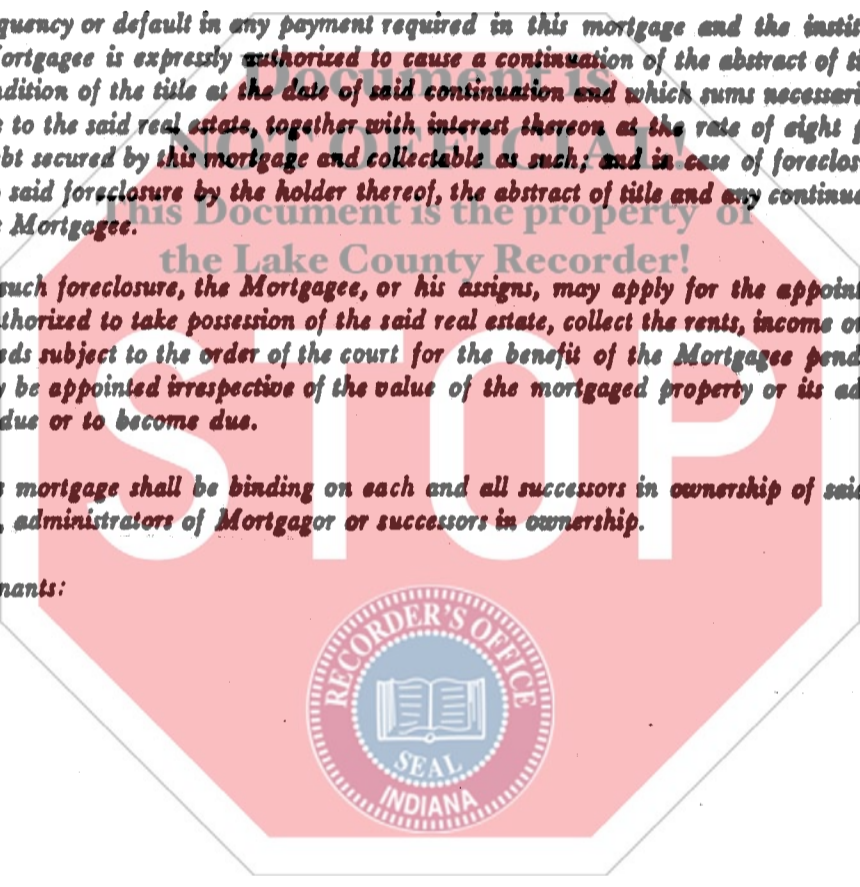 quency or default in any payment required in this mortgage and the instit
ortgagee is expressly authorized to cause a continuation of the abstract of ti
ndition of the title at the date of said continuation and which sums necessari
e to the said real estate, together with interest thereon at the rate of eight p
bt secured by this mortgage and collectable as such; and in case of foreclos
said foreclosure by the holder thereof, the abstract of title and any continua
e Mortgagee.
Document is
NOT OFFICIAL!
This Document is the property of
the Lake County Recorder!
such foreclosure, the Mortgagee, or his assigns, may apply for the appoint
thorized to take possession of the said real estate, collect the rents, income o
ds subject to the order of the court for the benefit of the Mortgagee pend
y be appointed irrespective of the value of the mortgaged property or its ad
due or to become due.
STOP
s mortgage shall be binding on each and all successors in ownership of said
, administrators of Mortgagor or successors in ownership.
nants:
RECORDER'S OFFICE
SEAL
INDIANA